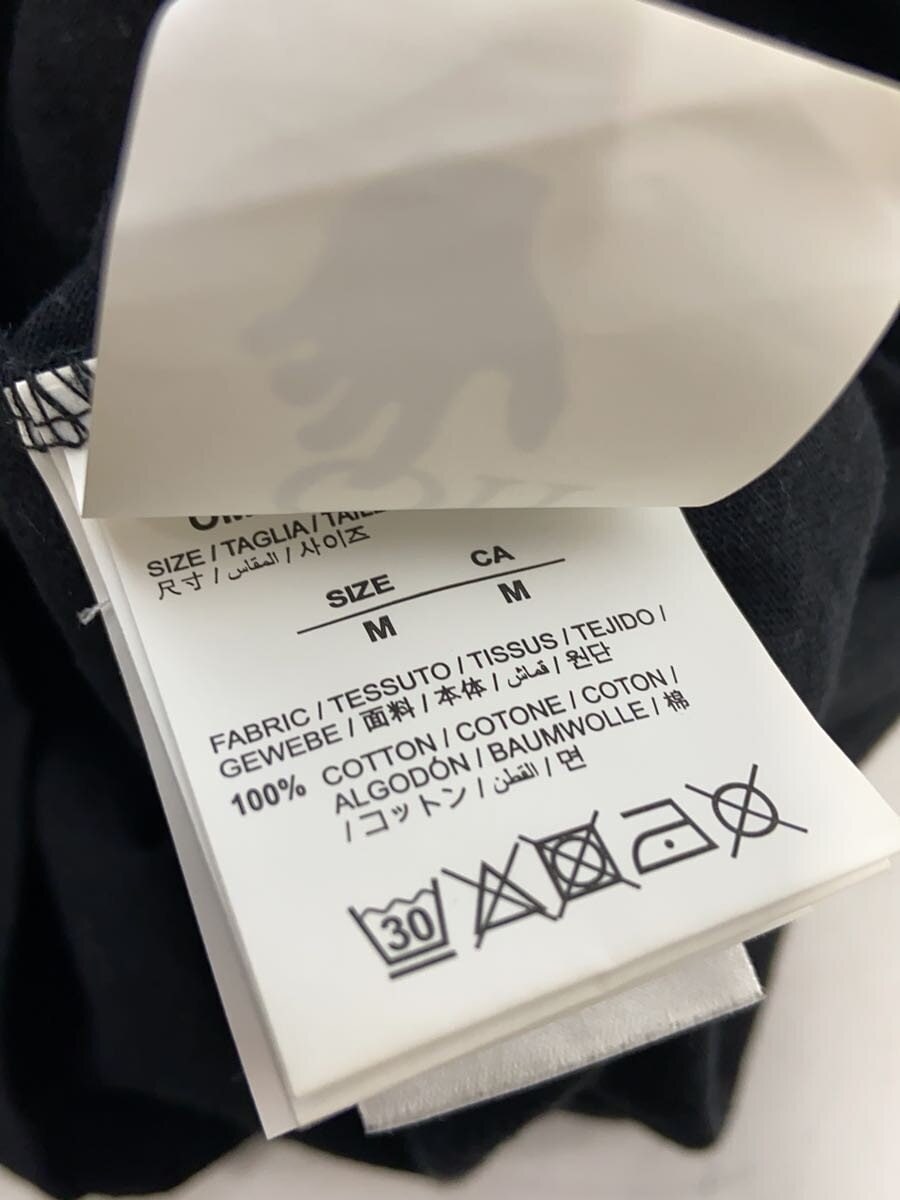 SIZE / TAGLIA / TAILLE
尺寸 / المقاس / 사이즈
SIZE CA
M M
FABRIC / TESSUTO / TISSUS / TEJIDO /
GEWEBE / 面料 / 本体 / قماش / 원단
100% COTTON / COTONE / COTON /
ALGODÓN / BAUMWOLLE / 棉
/ コットン / القطن / 면
30